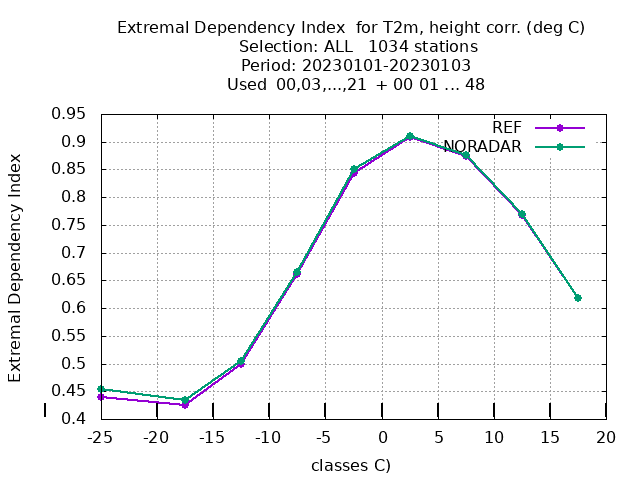 Extremal Dependency Index  for T2m, height corr. (deg C)
Selection: ALL   1034 stations
Period: 20230101-20230103
Used  00,03,...,21  + 00 01 ... 48
REF
NORADAR
Extremal Dependency Index
0.95
0.9
0.85
0.8
0.75
0.7
0.65
0.6
0.55
0.5
0.45
0.4
-25 -20 -15 -10 -5 0 5 10 15 20
classes C)